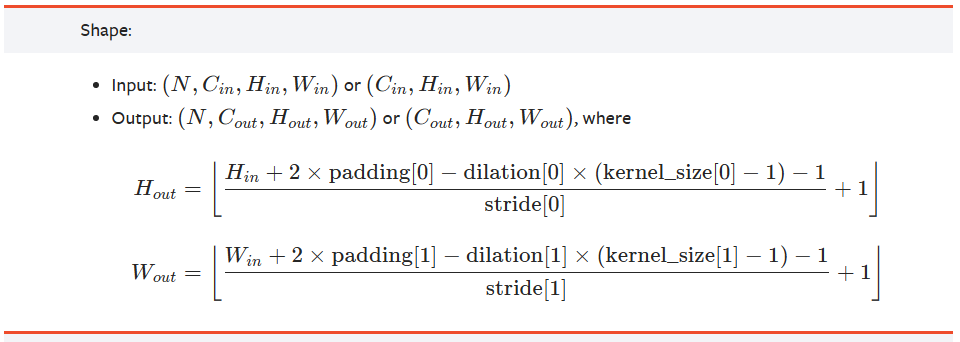 Shape:
• Input: (N, C_in, H_in, W_in) or (C_in, H_in, W_in)
• Output: (N, C_out, H_out, W_out) or (C_out, H_out, W_out), where
H_out = ⌊(H_in + 2 × padding[0] − dilation[0] × (kernel_size[0] − 1) − 1) / stride[0] + 1⌋
W_out = ⌊(W_in + 2 × padding[1] − dilation[1] × (kernel_size[1] − 1) − 1) / stride[1] + 1⌋